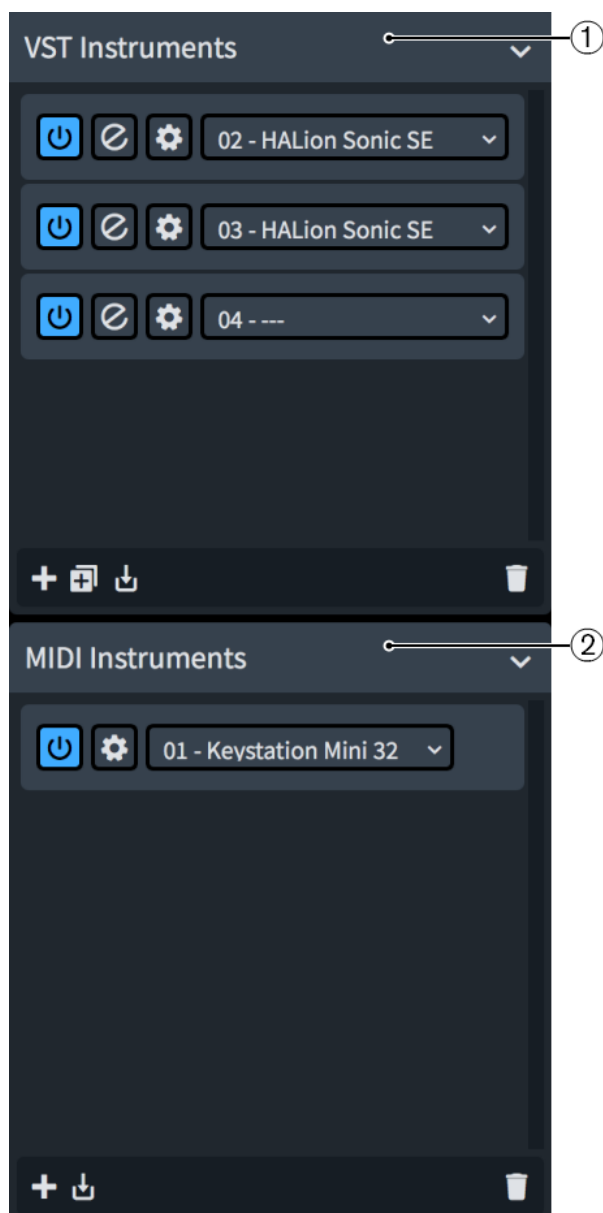 VST Instruments
①
02 - HALion Sonic SE
03 - HALion Sonic SE
04 - ---
MIDI Instruments
②
01 - Keystation Mini 32